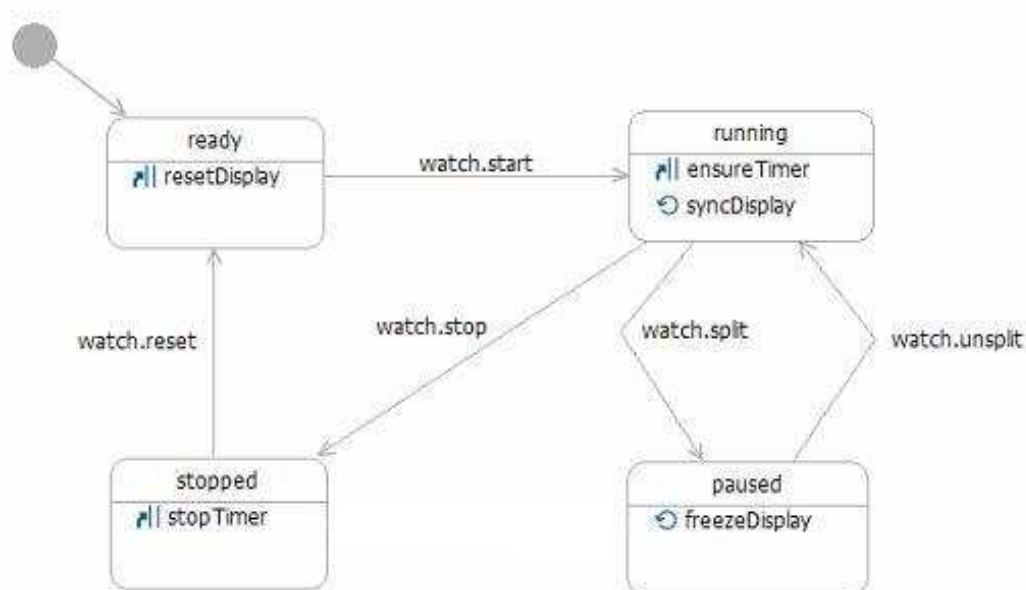 ready
resetDisplay
watch.start
running
ensureTimer
syncDisplay
watch.reset
watch.stop
watch.split
watch.unsplit
stopped
stopTimer
paused
freezeDisplay